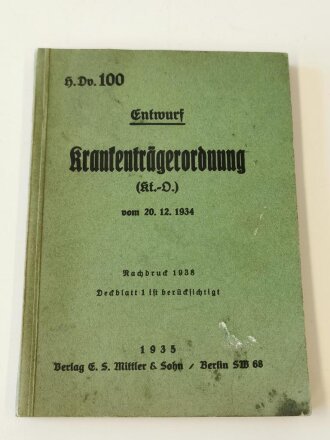 H.Dv. 100
Entwurf
Krankenträgerordnung
(Kt.-O.)
vom 20. 12. 1934
Nachdruck 1938
Deckblatt 1 ist berücksichtigt
1935
Verlag E. S. Mittler & Sohn / Berlin SW 68